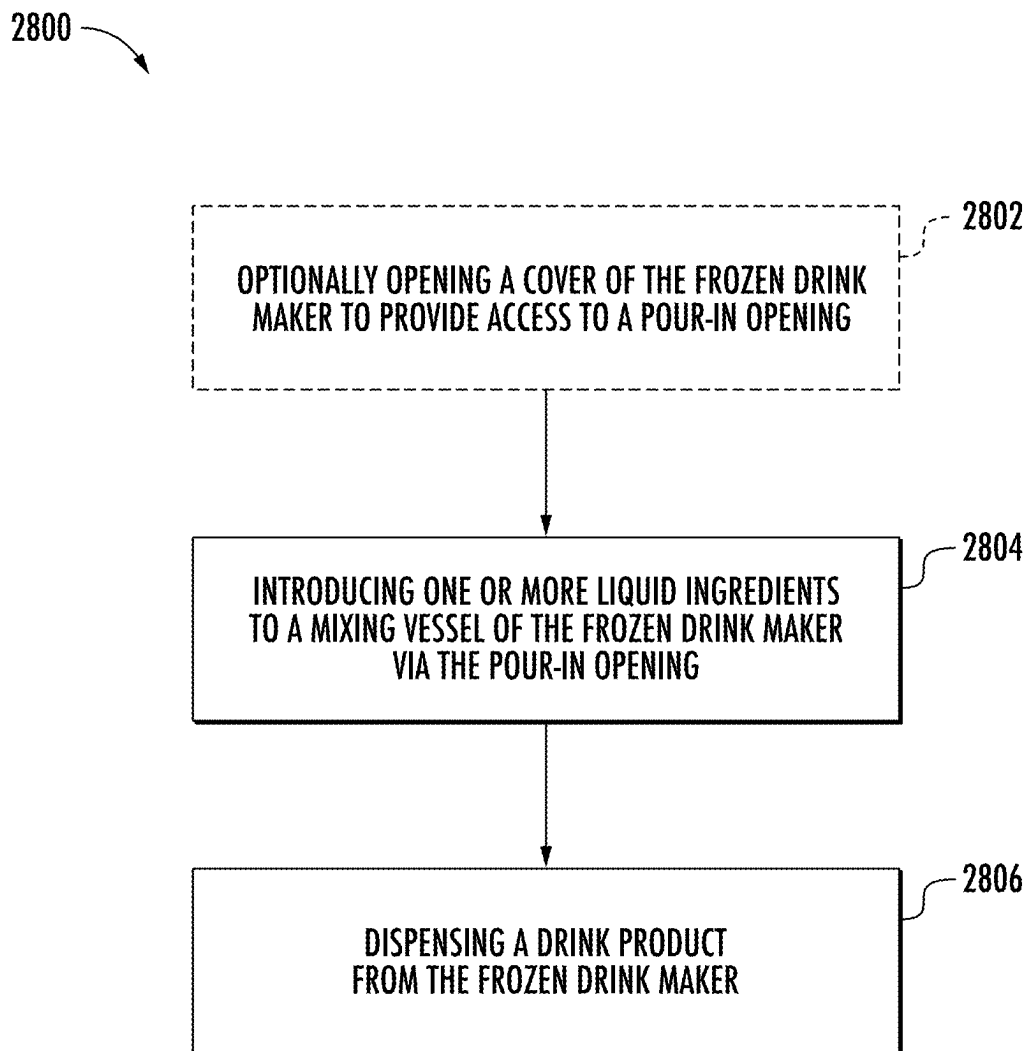 2800
2802
OPTIONALLY OPENING A COVER OF THE FROZEN DRINK
MAKER TO PROVIDE ACCESS TO A POUR-IN OPENING
2804
INTRODUCING ONE OR MORE LIQUID INGREDIENTS
TO A MIXING VESSEL OF THE FROZEN DRINK MAKER
VIA THE POUR-IN OPENING
2806
DISPENSING A DRINK PRODUCT
FROM THE FROZEN DRINK MAKER